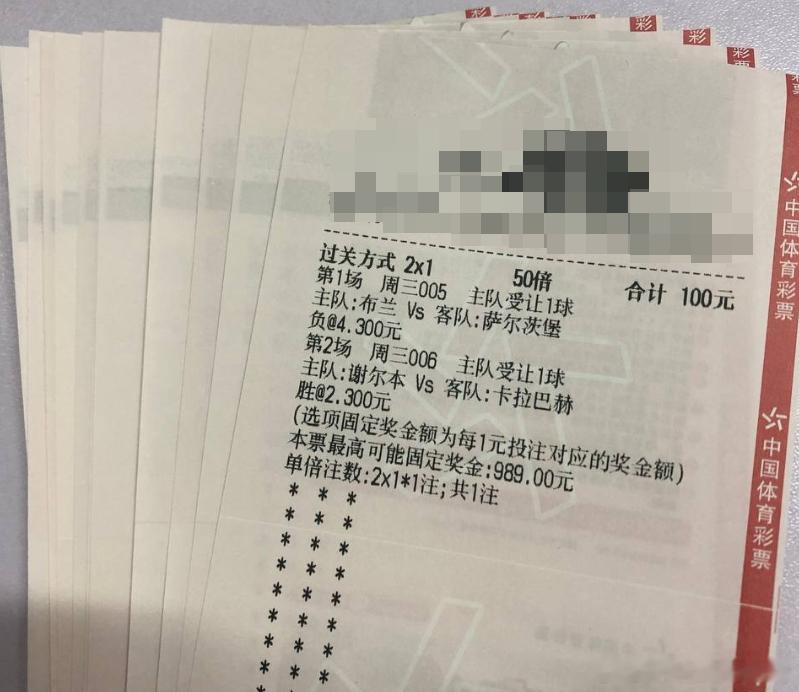 过关方式 2x1 50倍 合计 100元
第1场 周三005 主队受让1球
主队:布兰 Vs 客队:萨尔茨堡
负@4.300元
第2场 周三006 主队受让1球
主队:谢尔本 Vs 客队:卡拉巴赫
胜@2.300元
(选项固定奖金额为每1元投注对应的奖金额)
本票最高可能固定奖金:989.00元
单倍注数:2x1*1注;共1注
* * *
* * *
* * *
* * *
* * *
* * *
* * *
* * *
*
中国体育彩票
中国体育彩票
彩
彩
彩
彩票